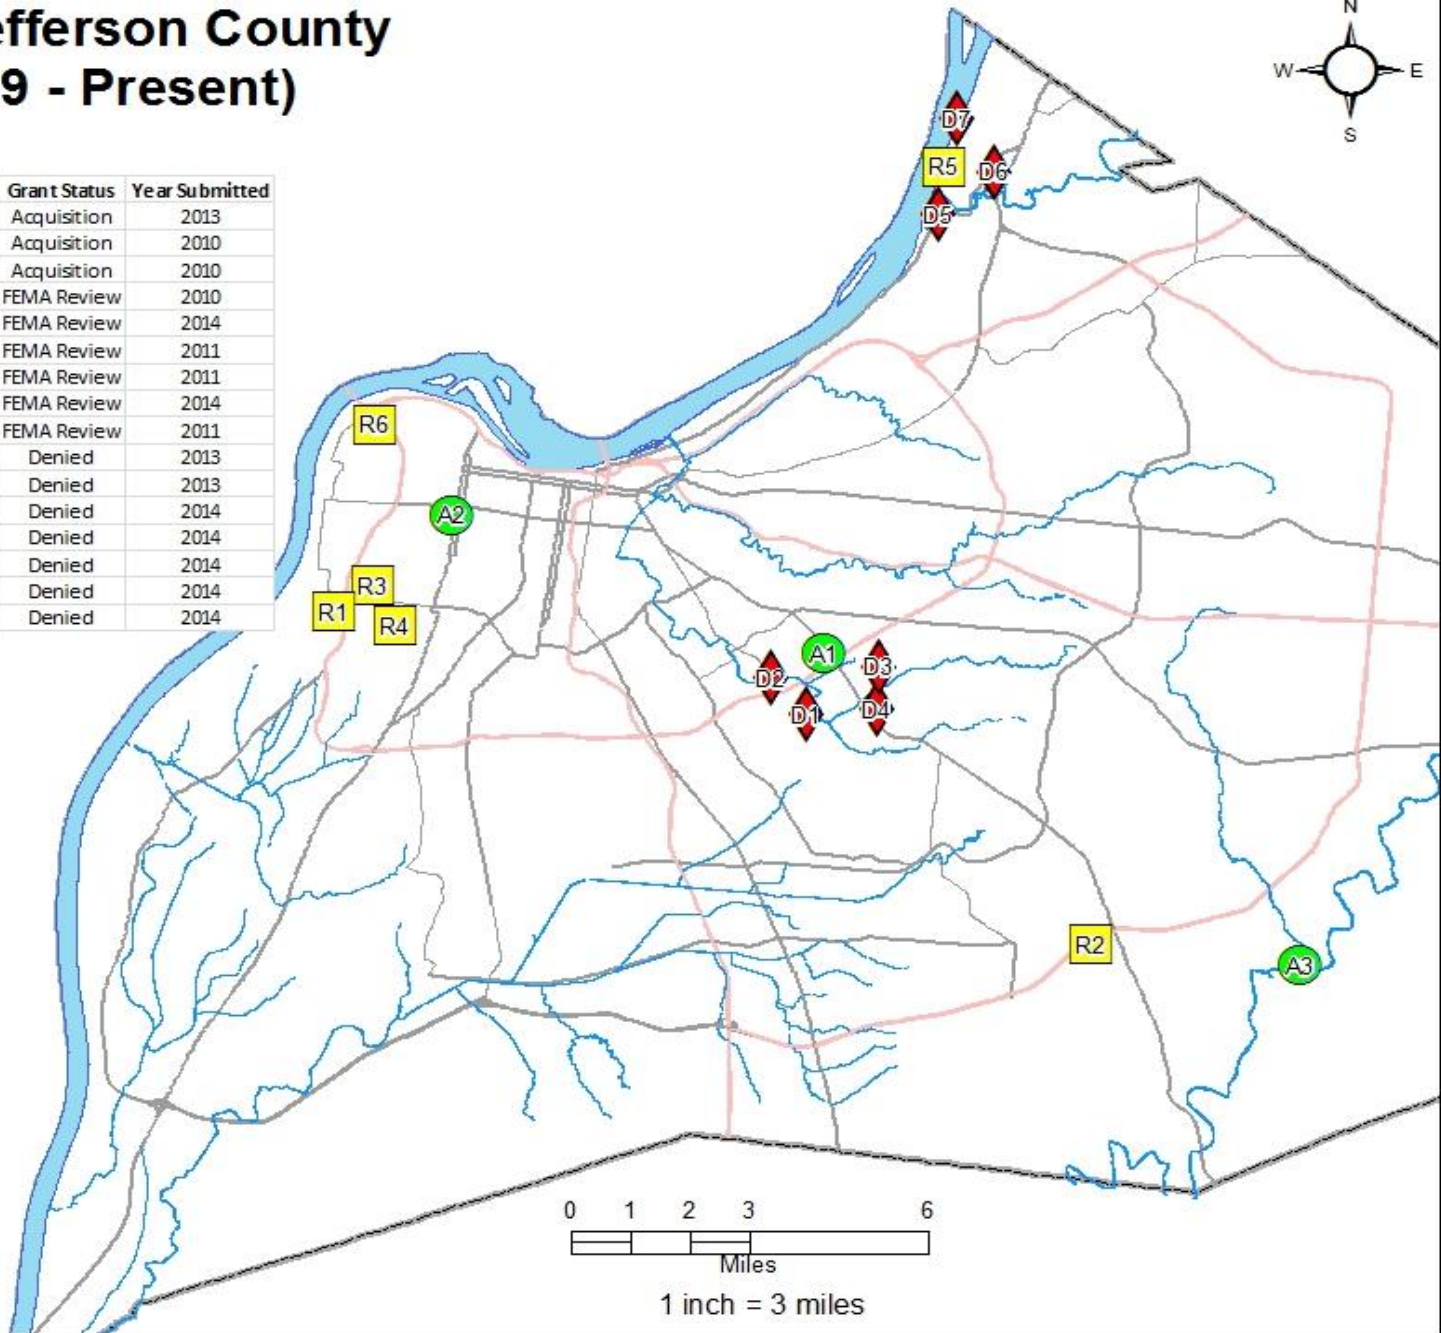 efferson County
9 - Present)
Grant Status Year Submitted
Acquisition 2013
Acquisition 2010
Acquisition 2010
FEMA Review 2010
FEMA Review 2014
FEMA Review 2011
FEMA Review 2011
FEMA Review 2014
FEMA Review 2011
Denied 2013
Denied 2013
Denied 2014
Denied 2014
Denied 2014
Denied 2014
Denied 2014
N
W E
S
D7
R5
D6
D5
R6
A2
R3
R1
R4
A1
D3
D2
D4
D1
R2
A3
0 1 2 3 6
Miles
1 inch = 3 miles